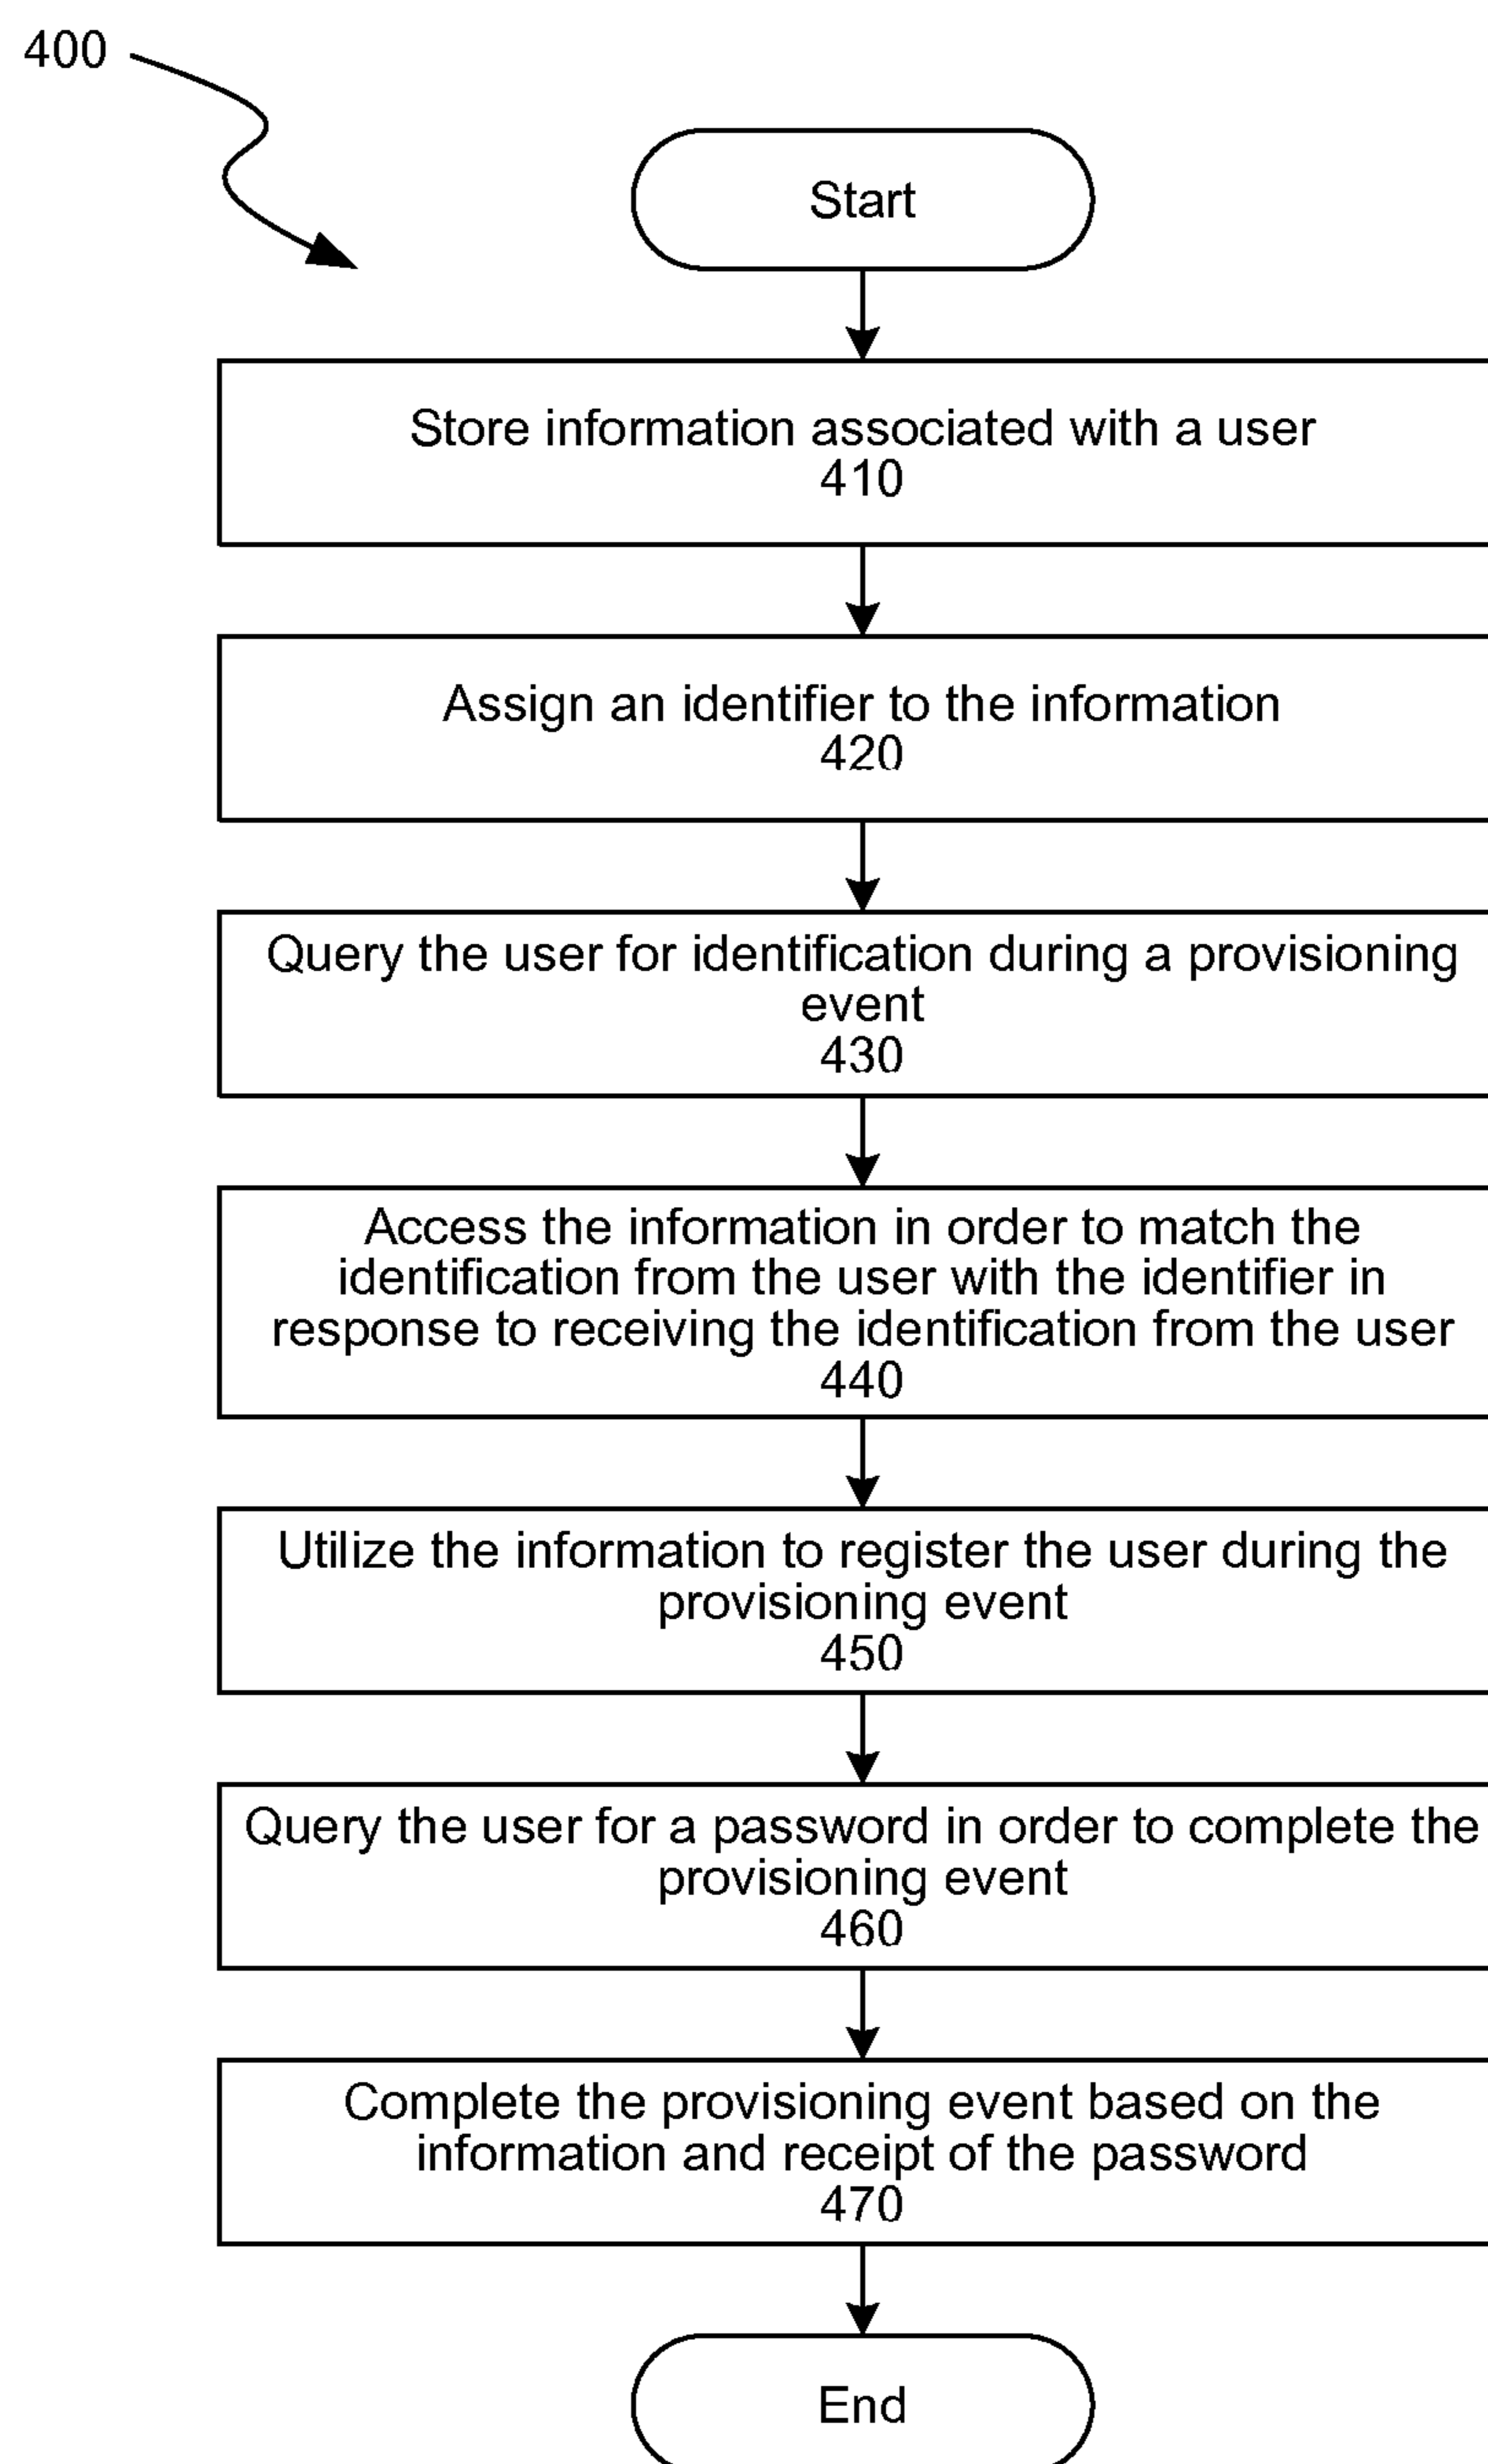 400
Start
Store information associated with a user
410
Assign an identifier to the information
420
Query the user for identification during a provisioning
event
430
Access the information in order to match the
identification from the user with the identifier in
response to receiving the identification from the user
440
Utilize the information to register the user during the
provisioning event
450
Query the user for a password in order to complete the
provisioning event
460
Complete the provisioning event based on the
information and receipt of the password
470
End